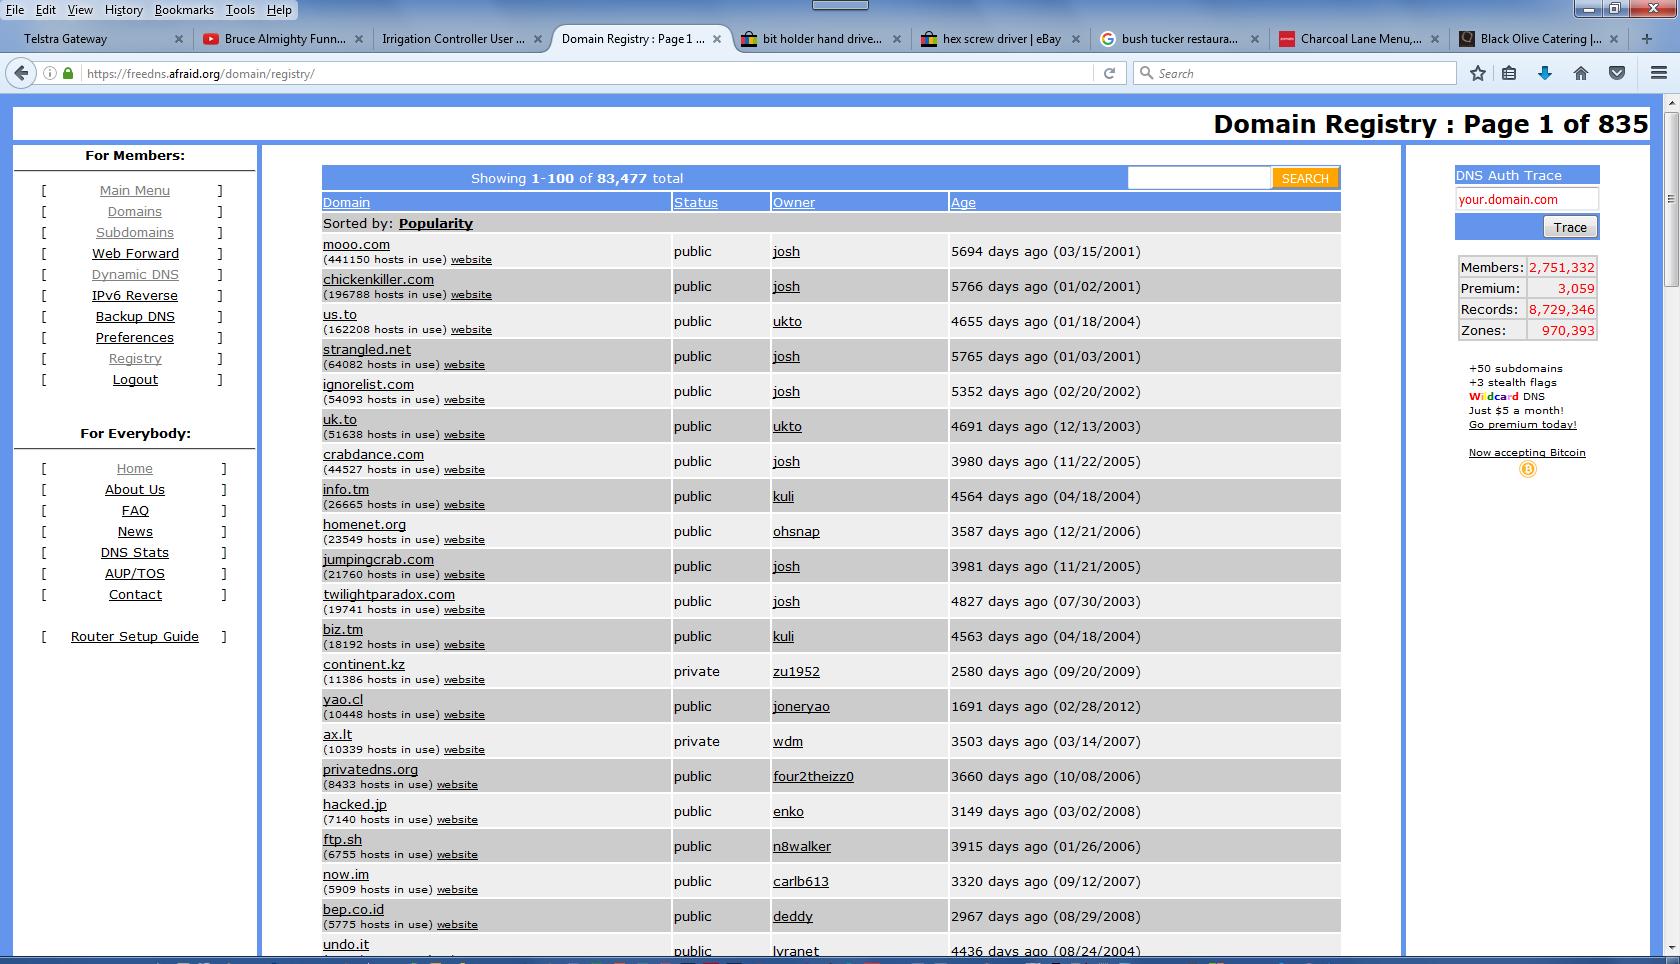 File Edit View History Bookmarks Tools Help
Telstra Gateway
Bruce Almighty Funn...
Irrigation Controller User ...
Domain Registry : Page 1 ...
bit holder hand drive...
hex screw driver | eBay
bush tucker restaura...
Charcoal Lane Menu,...
Black Olive Catering |...
https://freedns.afraid.org/domain/registry/
Search
Domain Registry : Page 1 of 835
For Members:
[ Main Menu ]
[ Domains ]
[ Subdomains ]
[ Web Forward ]
[ Dynamic DNS ]
[ IPv6 Reverse ]
[ Backup DNS ]
[ Preferences ]
[ Registry ]
[ Logout ]
For Everybody:
[ Home ]
[ About Us ]
[ FAQ ]
[ News ]
[ DNS Stats ]
[ AUP/TOS ]
[ Contact ]
[ Router Setup Guide ]
Showing 1-100 of 83,477 total
SEARCH
Domain Status Owner Age
Sorted by: Popularity
mooo.com
(441150 hosts in use) website
public josh 5694 days ago (03/15/2001)
chickenkiller.com
(196788 hosts in use) website
public josh 5766 days ago (01/02/2001)
us.to
(162208 hosts in use) website
public ukto 4655 days ago (01/18/2004)
strangled.net
(64082 hosts in use) website
public josh 5765 days ago (01/03/2001)
ignorelist.com
(54093 hosts in use) website
public josh 5352 days ago (02/20/2002)
uk.to
(51638 hosts in use) website
public ukto 4691 days ago (12/13/2003)
crabdance.com
(44527 hosts in use) website
public josh 3980 days ago (11/22/2005)
info.tm
(26665 hosts in use) website
public kuli 4564 days ago (04/18/2004)
homenet.org
(23549 hosts in use) website
public ohsnap 3587 days ago (12/21/2006)
jumpingcrab.com
(21760 hosts in use) website
public josh 3981 days ago (11/21/2005)
twilightparadox.com
(19741 hosts in use) website
public josh 4827 days ago (07/30/2003)
biz.tm
(18192 hosts in use) website
public kuli 4563 days ago (04/18/2004)
continent.kz
(11386 hosts in use) website
private zu1952 2580 days ago (09/20/2009)
yao.cl
(10448 hosts in use) website
public joneryao 1691 days ago (02/28/2012)
ax.lt
(10339 hosts in use) website
private wdm 3503 days ago (03/14/2007)
privatedns.org
(8433 hosts in use) website
public four2theizz0 3660 days ago (10/08/2006)
hacked.jp
(7140 hosts in use) website
public enko 3149 days ago (03/02/2008)
ftp.sh
(6755 hosts in use) website
public n8walker 3915 days ago (01/26/2006)
now.im
(5909 hosts in use) website
public carlb613 3320 days ago (09/12/2007)
bep.co.id
(5775 hosts in use) website
public deddy 2967 days ago (08/29/2008)
undo.it
public lyranet 4436 days ago (08/24/2004)
DNS Auth Trace
your.domain.com
Trace
Members: 2,751,332
Premium: 3,059
Records: 8,729,346
Zones: 970,393
+50 subdomains
+3 stealth flags
Wildcard DNS
Just $5 a month!
Go premium today!
Now accepting Bitcoin